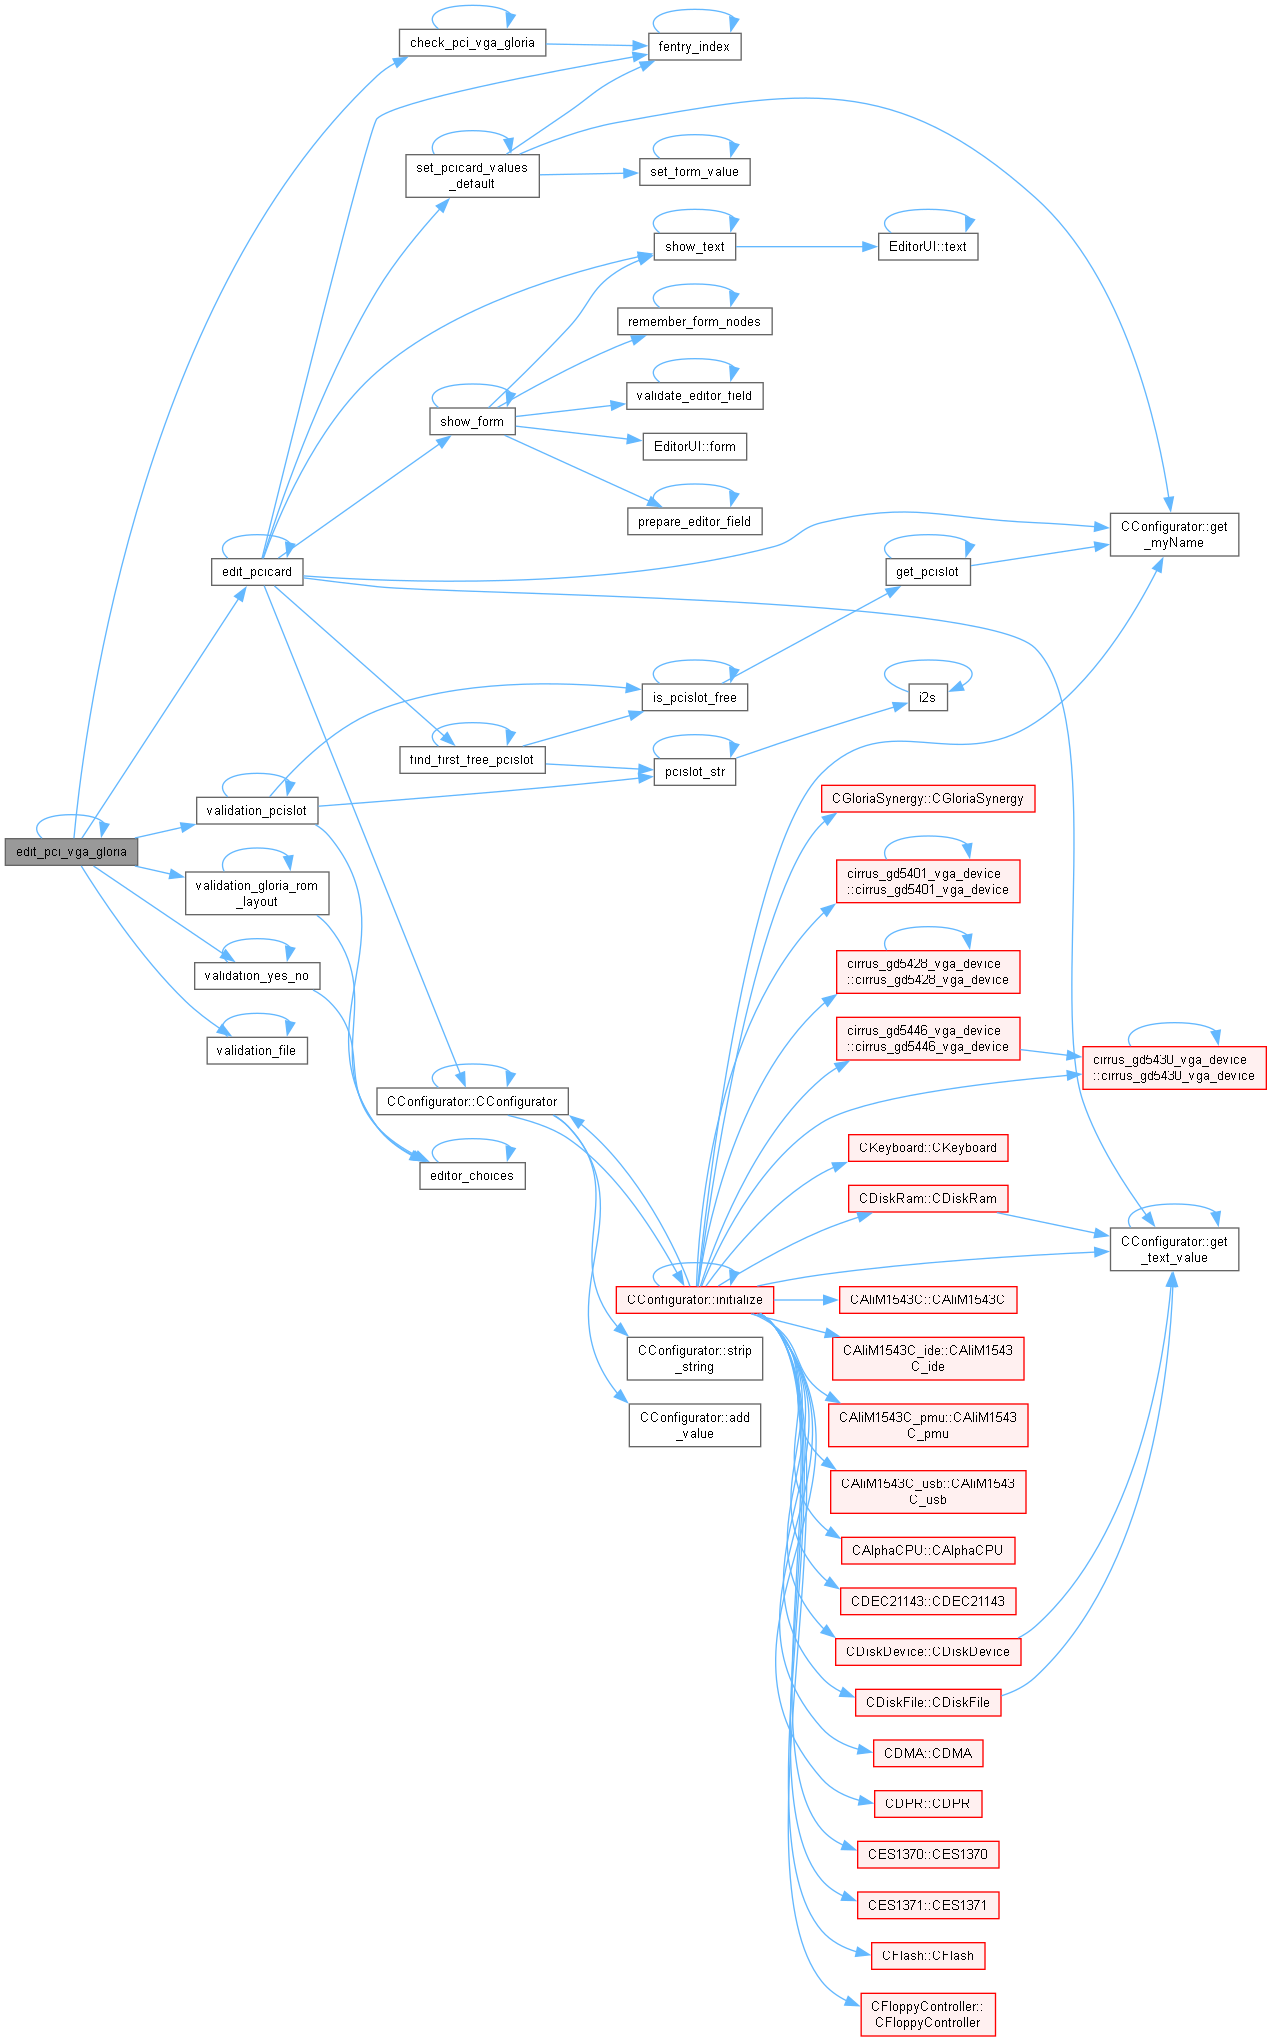 check_pci_vga_gloria
fentry_index
set_pcicard_values
_default
set_form_value
show_text
EditorUI::text
remember_form_nodes
validate_editor_field
show_form
EditorUI::form
prepare_editor_field
CConfigurator::get
_myName
edit_pcicard
get_pcislot
is_pcislot_free
i2s
find_first_free_pcislot
pcislot_str
validation_pcislot
CGloriaSynergy::CGloriaSynergy
edit_pci_vga_gloria
validation_gloria_rom
_layout
cirrus_gd5401_vga_device
::cirrus_gd5401_vga_device
validation_yes_no
cirrus_gd5428_vga_device
::cirrus_gd5428_vga_device
validation_file
cirrus_gd5446_vga_device
::cirrus_gd5446_vga_device
cirrus_gd5430_vga_device
::cirrus_gd5430_vga_device
CConfigurator::CConfigurator
editor_choices
CKeyboard::CKeyboard
CDiskRam::CDiskRam
CConfigurator::get
_text_value
CConfigurator::initialize
CAliM1543C::CAliM1543C
CConfigurator::strip
_string
CAliM1543C_ide::CAliM1543
C_ide
CConfigurator::add
_value
CAliM1543C_pmu::CAliM1543
C_pmu
CAliM1543C_usb::CAliM1543
C_usb
CAlphaCPU::CAlphaCPU
CDEC21143::CDEC21143
CDiskDevice::CDiskDevice
CDiskFile::CDiskFile
CDMA::CDMA
CDPR::CDPR
CES1370::CES1370
CES1371::CES1371
CFlash::CFlash
CFloppyController::
CFloppyController